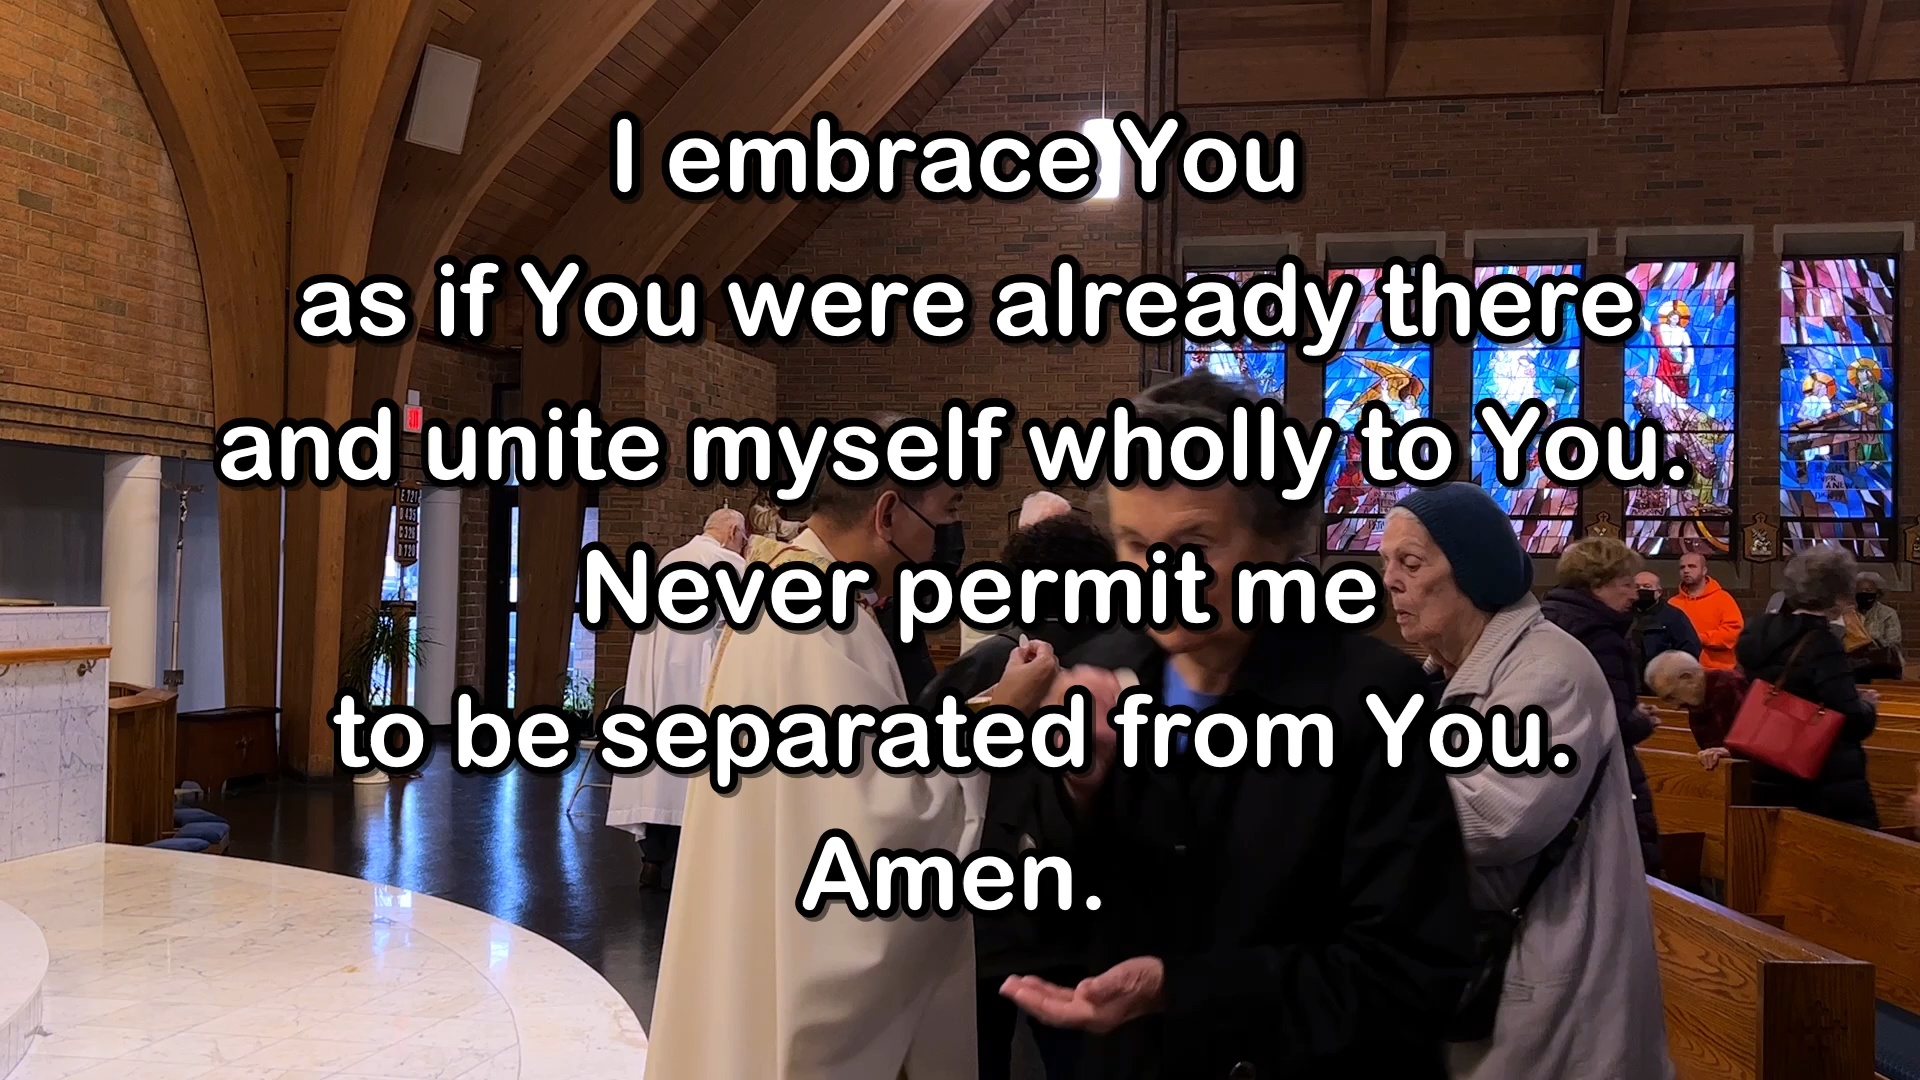 I embrace You
as if You were already there
and unite myself wholly to You.
Never permit me
to be separated from You.
Amen.
E 721